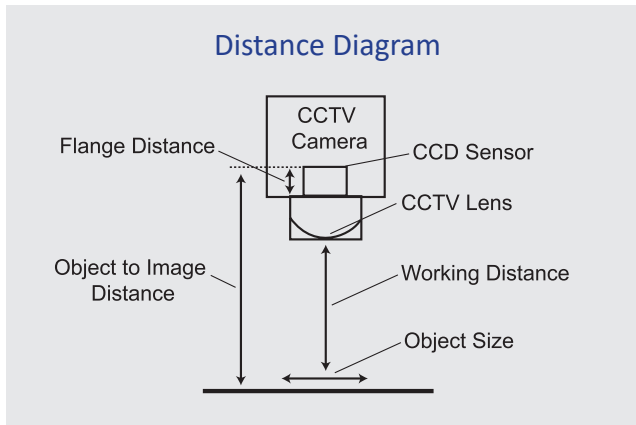 Distance Diagram
CCTV
Camera
Flange Distance
CCD Sensor
CCTV Lens
Object to Image
Distance
Working Distance
Object Size